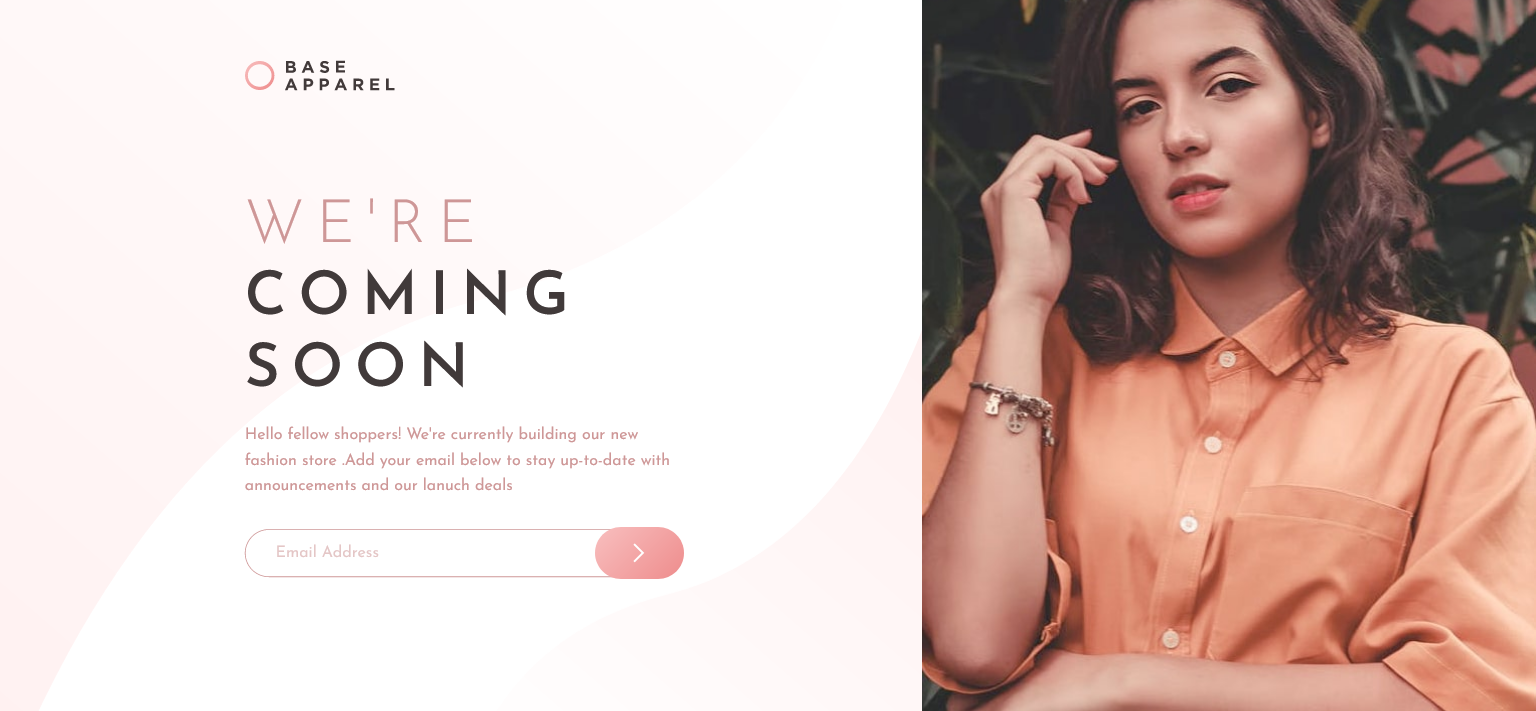 BASE
APPAREL
WE'RE
COMING
SOON
Hello fellow shoppers! We're currently building our new
fashion store .Add your email below to stay up-to-date with
announcements and our lanuch deals
Email Address